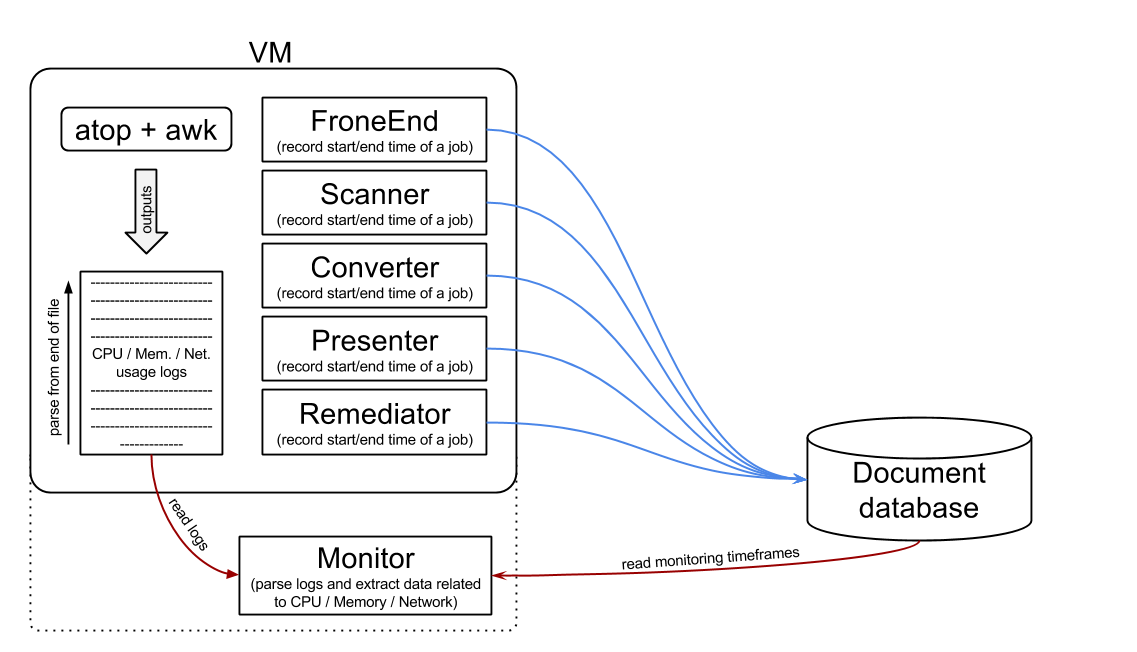 VM
atop + awk
outputs
parse from end of file
CPU / Mem. / Net.
usage logs
FroneEnd
(record start/end time of a job)
Scanner
(record start/end time of a job)
Converter
(record start/end time of a job)
Presenter
(record start/end time of a job)
Remediator
(record start/end time of a job)
Document
database
read logs
Monitor
(parse logs and extract data related
to CPU / Memory / Network)
read monitoring timeframes